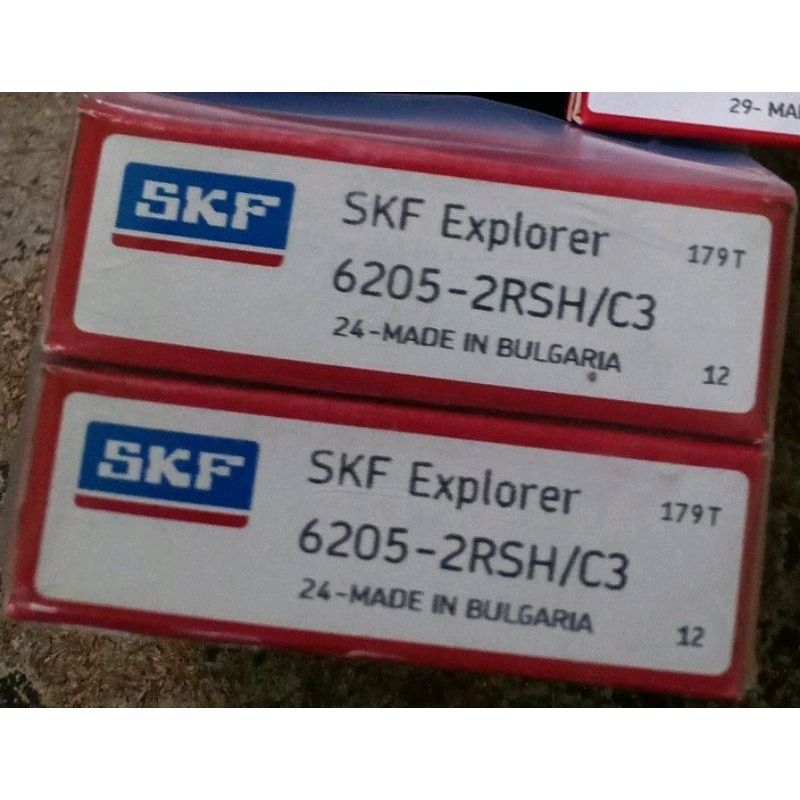 29- MA
SKF
SKF Explorer
179T
6205-2RSH/C3
24-MADE IN BULGARIA
12
SKF
SKF Explorer
179T
6205-2RSH/C3
24-MADE IN BULGARIA
12